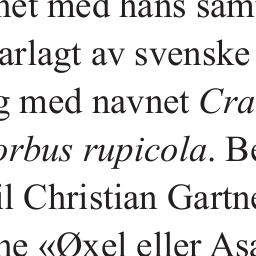 net med hans sam
arlagt av svenske
g med navnet Cra
orbus rupicola. Be
il Christian Gartne
ne «Øxel eller Asa